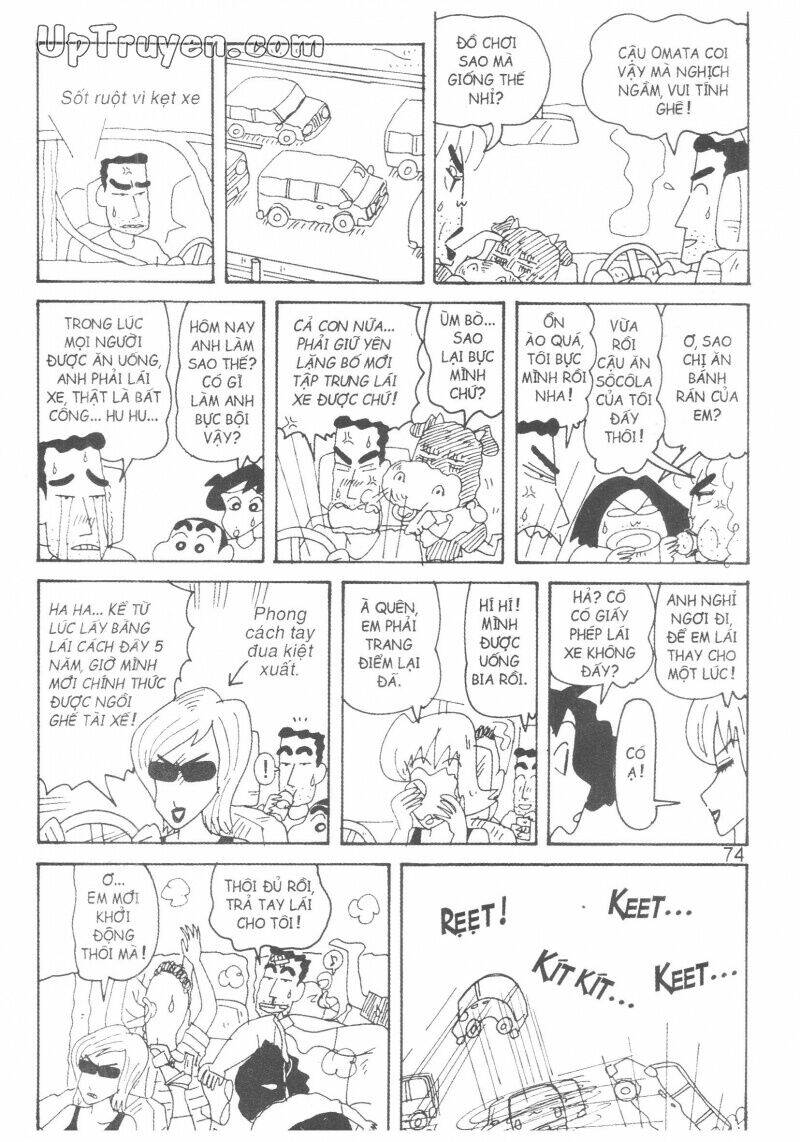 UpTruyen.com
CẬU OMATA COI
VẬY MÀ NGHỊCH
NGẦM, VUI TÍNH
GHÊ!
ĐỒ CHƠI
SAO MÀ
GIỐNG THẾ
NHỈ?
Sốt ruột vì kẹt xe
Ơ, SAO
CHỊ ĂN
BÁNH
RÁN CỦA
EM?
VỪA
RỒI
CẬU ĂN
SÔCÔLA
CỦA TÔI
ĐẤY
THÔI!
ỒN
ÀO QUÁ,
TÔI BỰC
MÌNH RỒI
NHA!
ÙM BÒ...
SAO
LẠI BỰC
MÌNH
CHỨ?
CẢ CON NỮA...
PHẢI GIỮ YÊN
LẶNG BỐ MỚI
TẬP TRUNG LÁI
XE ĐƯỢC CHỨ!
HÔM NAY
ANH LÀM
SAO THẾ?
CÓ GÌ
LÀM ANH
BỰC BỘI
VẬY?
TRONG LÚC
MỌI NGƯỜI
ĐƯỢC ĂN UỐNG,
ANH PHẢI LÁI
XE, THẬT LÀ BẤT
CÔNG... HU HU...
ANH NGHỈ
NGƠI ĐI,
ĐỂ EM LÁI
THAY CHO
MỘT LÚC!
HẢ? CÔ
CÓ GIẤY
PHÉP LÁI
XE KHÔNG
ĐẤY?
CÓ
Ạ!
HÍ HÍ!
MÌNH
ĐƯỢC
UỐNG
BIA RỒI.
À QUÊN,
EM PHẢI
TRANG
ĐIỂM LẠI
ĐÃ.
Phong
cách tay
đua kiệt
xuất.
HA HA... KỂ TỪ
LÚC LẤY BẰNG
LÁI CÁCH ĐÂY 5
NĂM, GIỜ MÌNH
MỚI CHÍNH THỨC
ĐƯỢC NGỒI
GHẾ TÀI XẾ!
!
74
KEET...
RẸẸT!
KEET...
KÍT KÍT...
THÔI ĐỦ RỒI,
TRẢ TAY LÁI
CHO TÔI!
Ơ...
EM MỚI
KHỞI
ĐỘNG
THÔI MÀ!